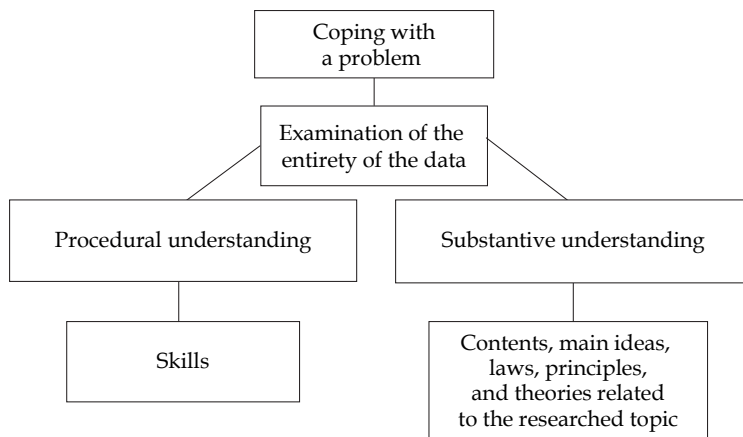 Coping with
a problem
Examination of the
entirety of the data
Procedural understanding
Substantive understanding
Skills
Contents, main ideas,
laws, principles,
and theories related
to the researched topic